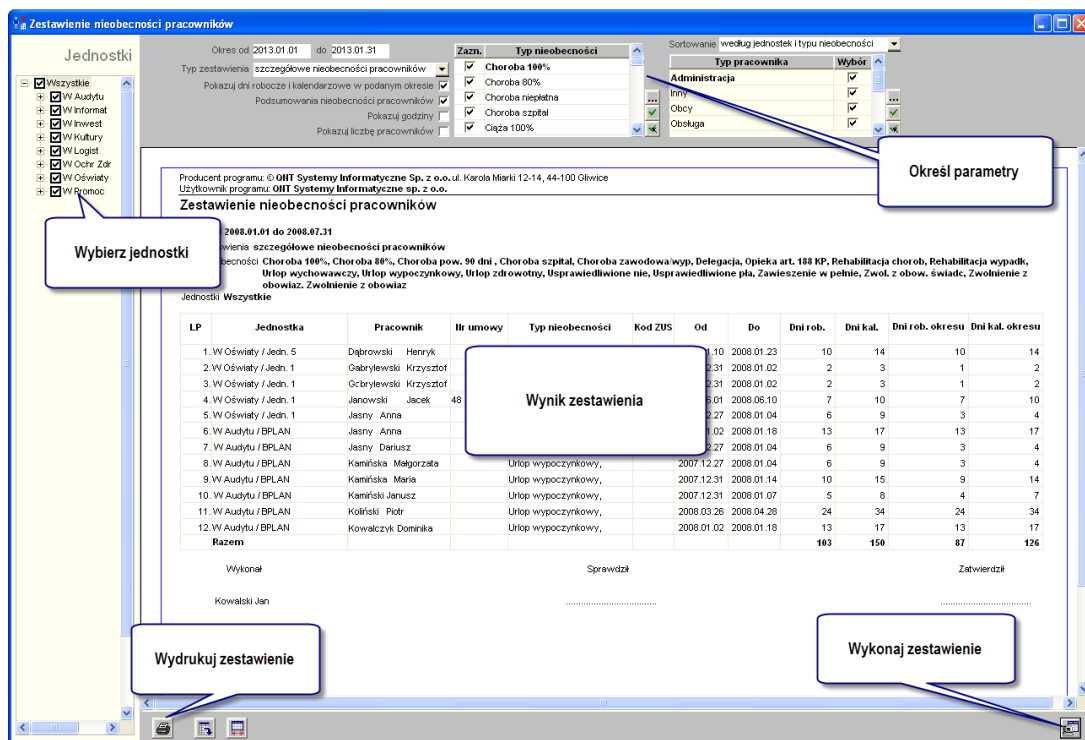 Zestawienie nieobecności pracowników
Jednostki
Wszystkie
W Audytu
W Informat
W Inwest
W Kultury
W Logist
W Ochr Zdr
W Oświaty
W Promoc
Okres od 2013.01.01 do 2013.01.31
Typ zestawienia szczegółowe nieobecności pracowników
Pokazuj dni robocze i kalendarzowe w podanym okresie
Podsumowania nieobecności pracowników
Pokazuj godziny
Pokazuj liczbę pracowników
Zazn. Typ nieobecności
Choroba 100%
Choroba 80%
Choroba niepłatna
Choroba szpital
Ciąża 100%
Sortowanie według jednostek i typu nieobecności
Typ pracownika Wybór
Administracja
Inny
Obcy
Obsługa
Określ parametry
Wybierz jednostki
Producent programu: © QNT Systemy Informatyczne Sp. z o.o. ul. Karola Miarki 12-14, 44-100 Gliwice
Użytkownik programu: QNT Systemy Informatyczne sp. z o.o.
Zestawienie nieobecności pracowników
2008.01.01 do 2008.07.31
szczegółowe nieobecności pracowników
Choroba 100%, Choroba 80%, Choroba pow. 90 dni , Choroba szpital, Choroba zawodowa/wyp, Delegacja, Opieka art. 188 KP, Rehabilitacja chorob, Rehabilitacja wypadk,
Urlop wychowawczy, Urlop wypoczynkowy, Urlop zdrowotny, Usprawiedliwione nie, Usprawiedliwione pła, Zawieszenie w pełnie, Zwol. z obow. świadc, Zwolnienie z
obowiaz. Zwolnienie z obowiaz
Jednostki Wszystkie
LP Jednostka Pracownik Nr umowy Typ nieobecności Kod ZUS Od Do Dni rob. Dni kal. Dni rob. okresu Dni kal. okresu
1. W Oświaty / Jedn. 5 Dąbrowski Henryk 1.10 2008.01.23 10 14 10 14
2. W Oświaty / Jedn. 1 Gabrylewski Krzysztof 2.31 2008.01.02 2 3 1 2
3. W Oświaty / Jedn. 1 Gabrylewski Krzysztof 2.31 2008.01.02 2 3 1 2
4. W Oświaty / Jedn. 1 Janowski Jacek 48 6.01 2008.06.10 7 10 7 10
5. W Oświaty / Jedn. 1 Jasny Anna 2.27 2008.01.04 6 9 3 4
6. W Audytu / BPLAN Jasny Anna 1.02 2008.01.18 13 17 13 17
7. W Audytu / BPLAN Jasny Dariusz 2.27 2008.01.04 6 9 3 4
8. W Audytu / BPLAN Kamińska Małgorzata Urlop wypoczynkowy, 2007.12.27 2008.01.04 6 9 3 4
9. W Audytu / BPLAN Kamińska Maria Urlop wypoczynkowy, 2007.12.31 2008.01.14 10 15 9 14
10. W Audytu / BPLAN Kamiński Janusz Urlop wypoczynkowy, 2007.12.31 2008.01.07 5 8 4 7
11. W Audytu / BPLAN Koliński Piotr Urlop wypoczynkowy, 2008.03.26 2008.04.28 24 34 24 34
12. W Audytu / BPLAN Kowalczyk Dominika Urlop wypoczynkowy, 2008.01.02 2008.01.18 13 17 13 17
Razem 103 150 87 126
Wynik zestawienia
Wykonał Sprawdził Zatwierdził
Kowalski Jan
Wydrukuj zestawienie
Wykonaj zestawienie